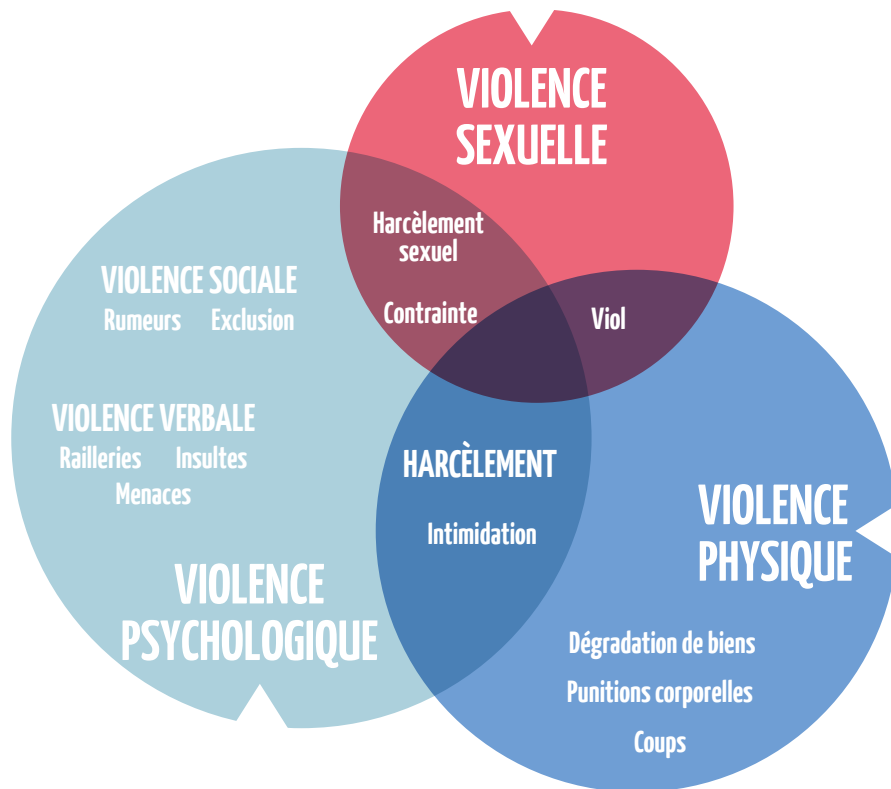 VIOLENCE
SEXUELLE
Harcèlement
sexuel
Contrainte
Viol
VIOLENCE SOCIALE
Rumeurs Exclusion
VIOLENCE VERBALE
Railleries Insultes
Menaces
VIOLENCE
PSYCHOLOGIQUE
HARCÈLEMENT
Intimidation
VIOLENCE
PHYSIQUE
Dégradation de biens
Punitions corporelles
Coups